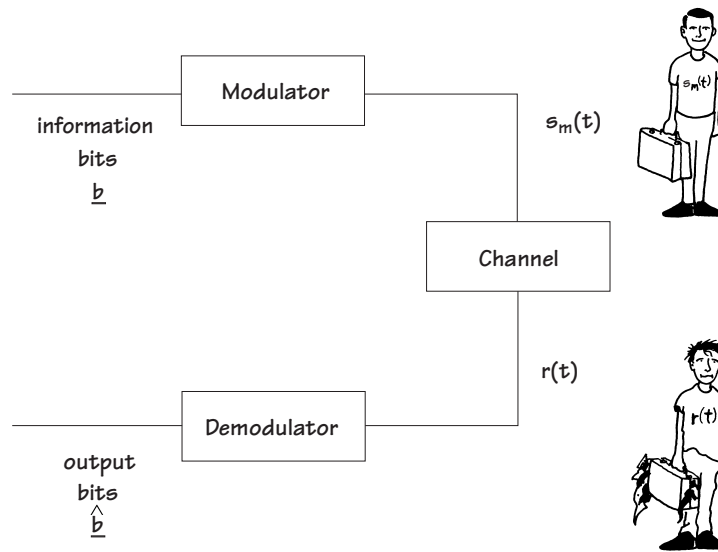 Modulator
information
bits
b
sₘ(t)
sₘ(t)
Channel
r(t)
r(t)
Demodulator
output
bits
b̂